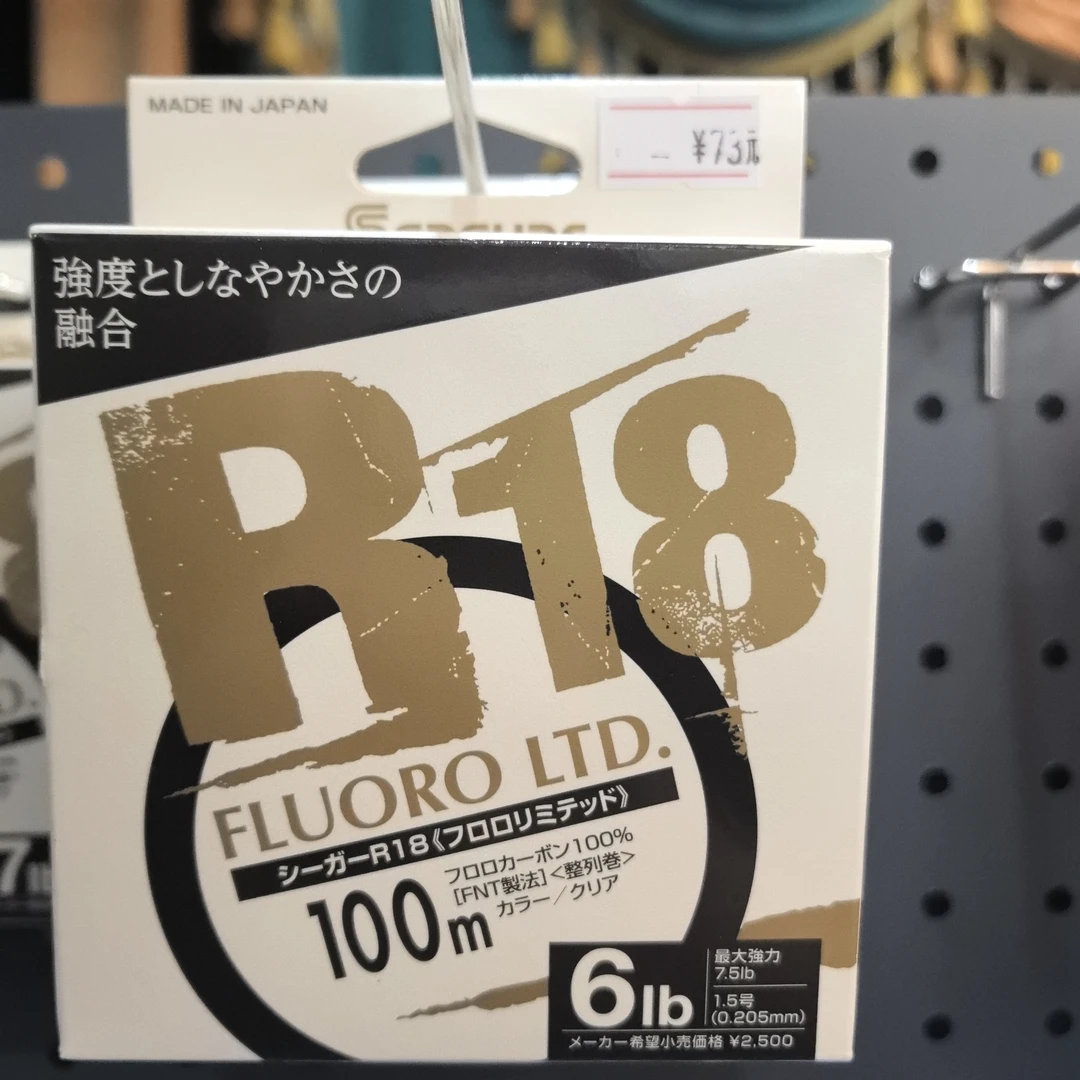 MADE IN JAPAN
¥73元
強度としなやかさの
融合
R18
FLUORO LTD.
シーガーR18《フロロリミテッド》
100m
フロロカーボン100%
[FNT製法]<整列巻>
カラー/クリア
6lb
最大強力
7.5lb
1.5号
(0.205mm)
メーカー希望小売価格 ¥2,500